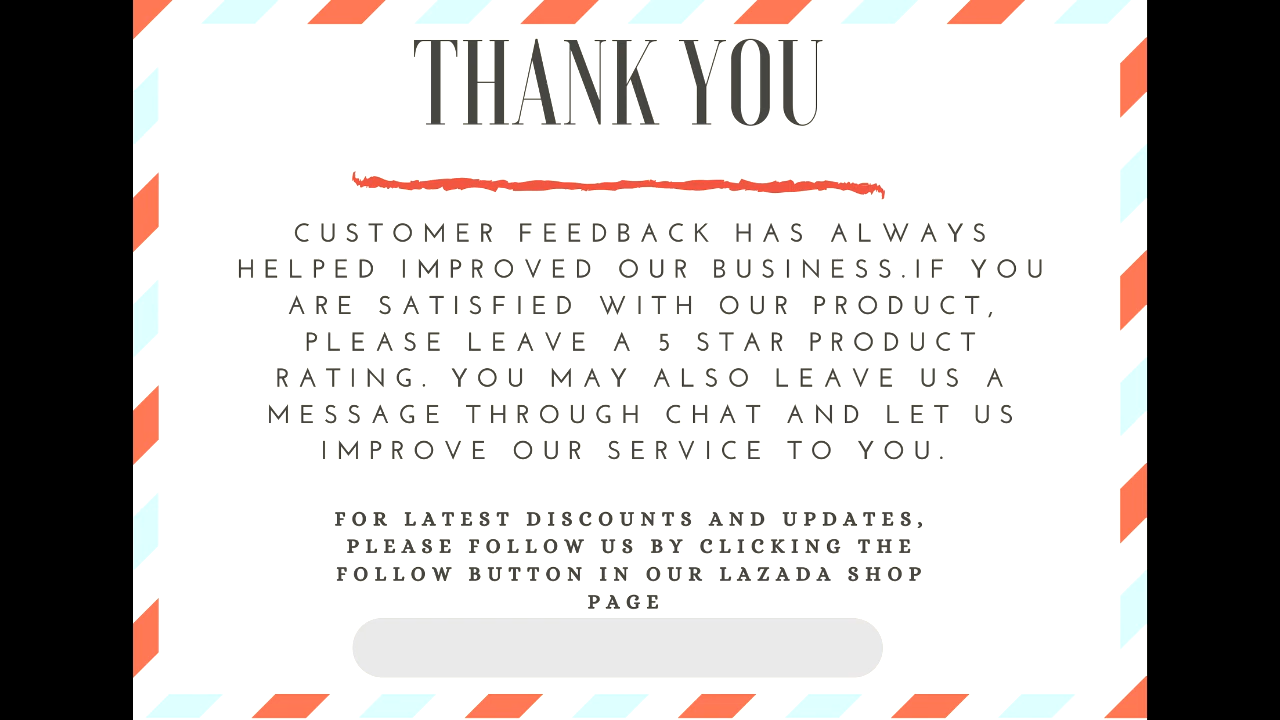 THANK YOU
CUSTOMER FEEDBACK HAS ALWAYS
HELPED IMPROVED OUR BUSINESS.IF YOU
ARE SATISFIED WITH OUR PRODUCT,
PLEASE LEAVE A 5 STAR PRODUCT
RATING. YOU MAY ALSO LEAVE US A
MESSAGE THROUGH CHAT AND LET US
IMPROVE OUR SERVICE TO YOU.
FOR LATEST DISCOUNTS AND UPDATES,
PLEASE FOLLOW US BY CLICKING THE
FOLLOW BUTTON IN OUR LAZADA SHOP
PAGE